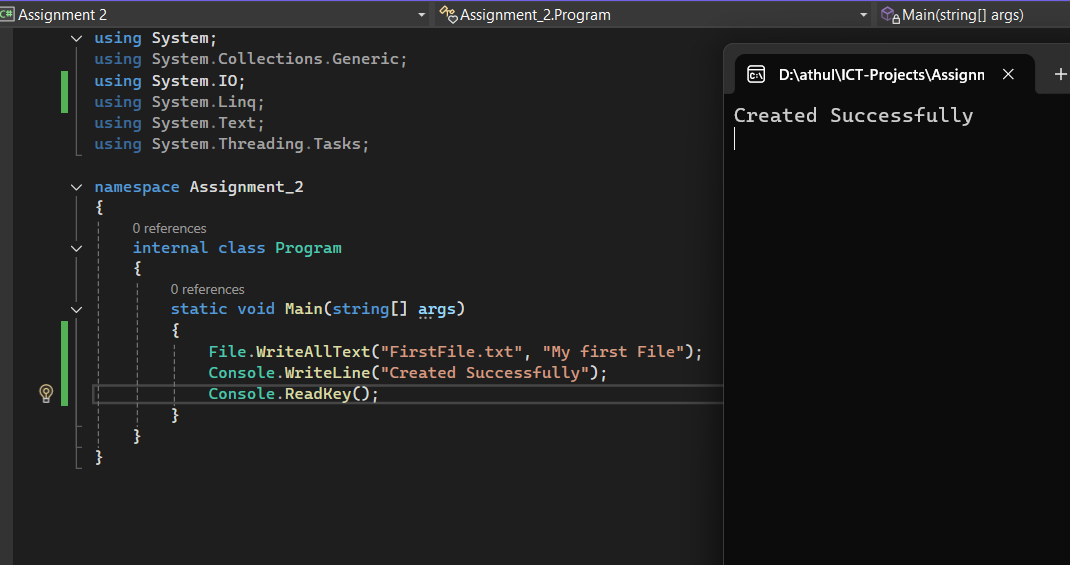 C# Assignment 2
Assignment_2.Program
Main(string[] args)
using System;
using System.Collections.Generic;
using System.IO;
using System.Linq;
using System.Text;
using System.Threading.Tasks;
namespace Assignment_2
{
0 references
internal class Program
{
0 references
static void Main(string[] args)
{
File.WriteAllText("FirstFile.txt", "My first File");
Console.WriteLine("Created Successfully");
Console.ReadKey();
}
}
}
D:\athul\ICT-Projects\Assignn
Created Successfully